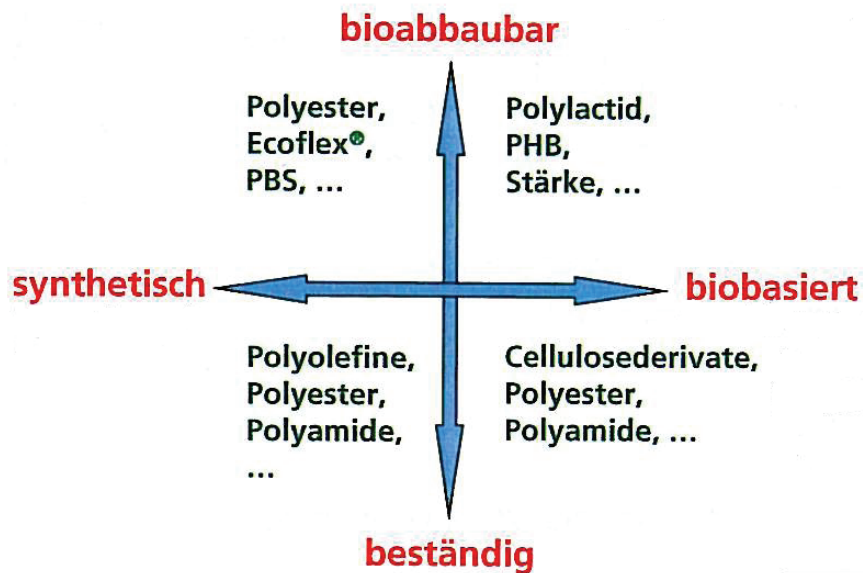 bioabbaubar
Polyester,
Ecoflex®,
PBS, ...
Polylactid,
PHB,
Stärke, ...
synthetisch
biobasiert
Polyolefine,
Polyester,
Polyamide,
...
Cellulosederivate,
Polyester,
Polyamide, ...
beständig